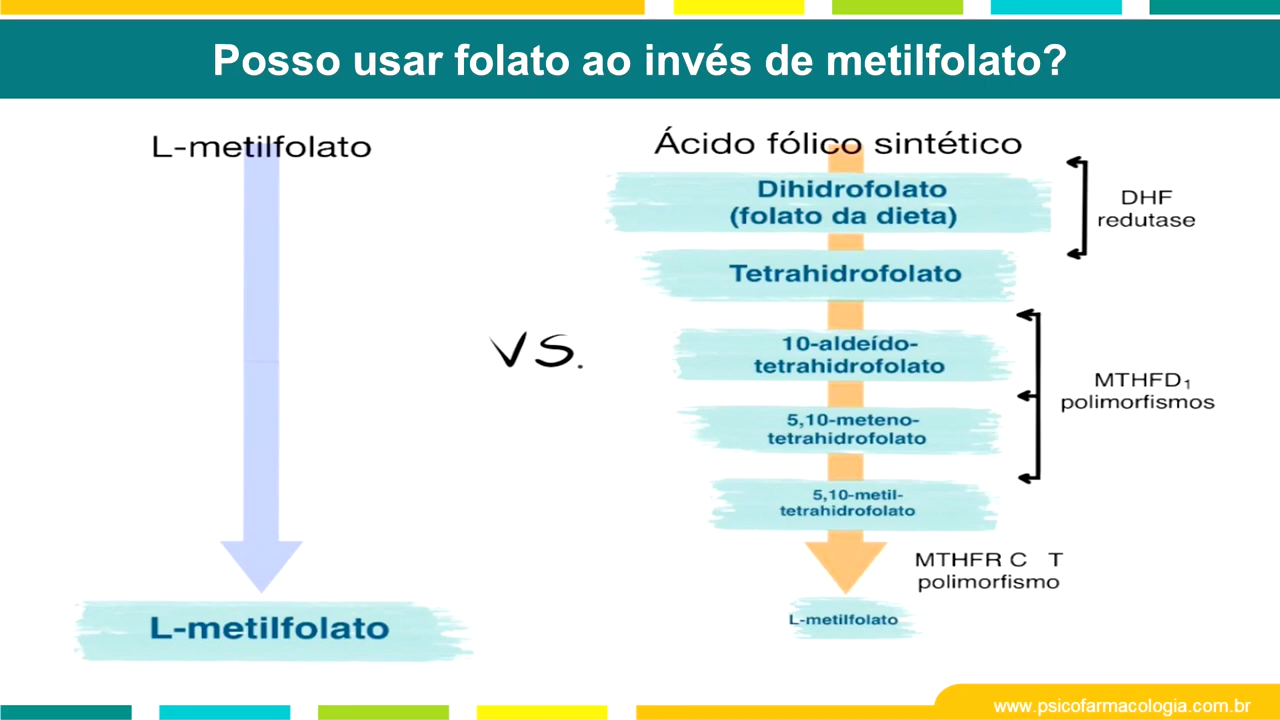 Posso usar folato ao invés de metilfolato?
L-metilfolato
L-metilfolato
VS.
Ácido fólico sintético
Dihidrofolato
(folato da dieta)
DHF
redutase
Tetrahidrofolato
10-aldeído-
tetrahidrofolato
MTHFD₁
polimorfismos
5,10-meteno-
tetrahidrofolato
5,10-metil-
tetrahidrofolato
MTHFR C T
polimorfismo
L-metilfolato
www.psicofarmacologia.com.br